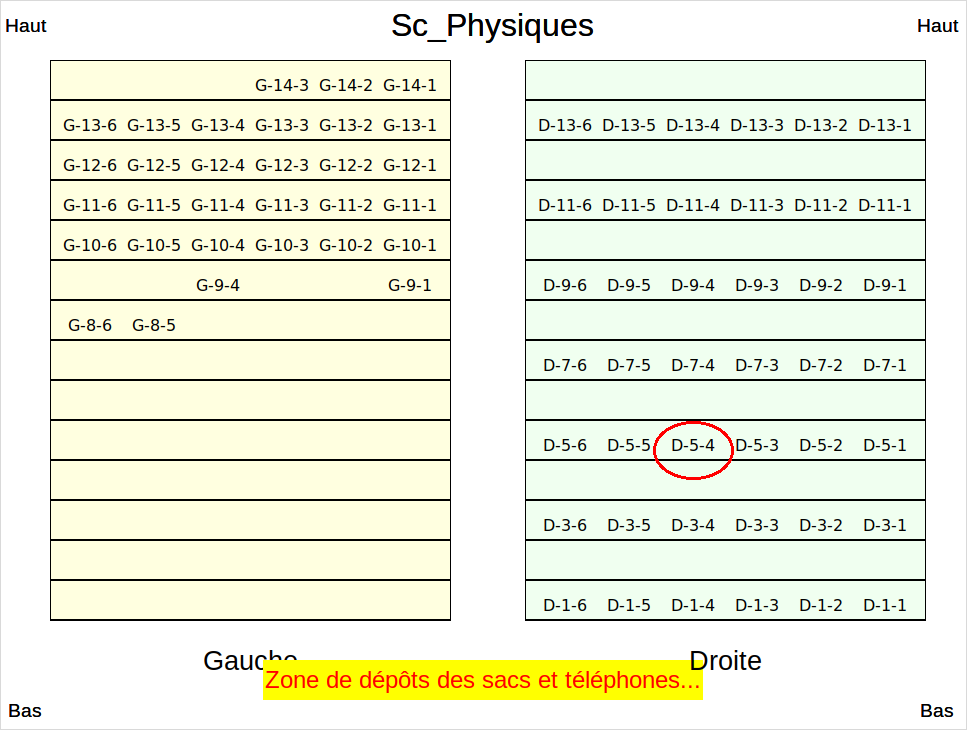 Sc_Physiques
Haut Haut
G-14-3 G-14-2 G-14-1
G-13-6 G-13-5 G-13-4 G-13-3 G-13-2 G-13-1 D-13-6 D-13-5 D-13-4 D-13-3 D-13-2 D-13-1
G-12-6 G-12-5 G-12-4 G-12-3 G-12-2 G-12-1
G-11-6 G-11-5 G-11-4 G-11-3 G-11-2 G-11-1 D-11-6 D-11-5 D-11-4 D-11-3 D-11-2 D-11-1
G-10-6 G-10-5 G-10-4 G-10-3 G-10-2 G-10-1
G-9-4 G-9-1 D-9-6 D-9-5 D-9-4 D-9-3 D-9-2 D-9-1
G-8-6 G-8-5
D-7-6 D-7-5 D-7-4 D-7-3 D-7-2 D-7-1
D-5-6 D-5-5 D-5-4 D-5-3 D-5-2 D-5-1
D-3-6 D-3-5 D-3-4 D-3-3 D-3-2 D-3-1
D-1-6 D-1-5 D-1-4 D-1-3 D-1-2 D-1-1
Gauche Droite
Zone de dépôts des sacs et téléphones...
Bas Bas